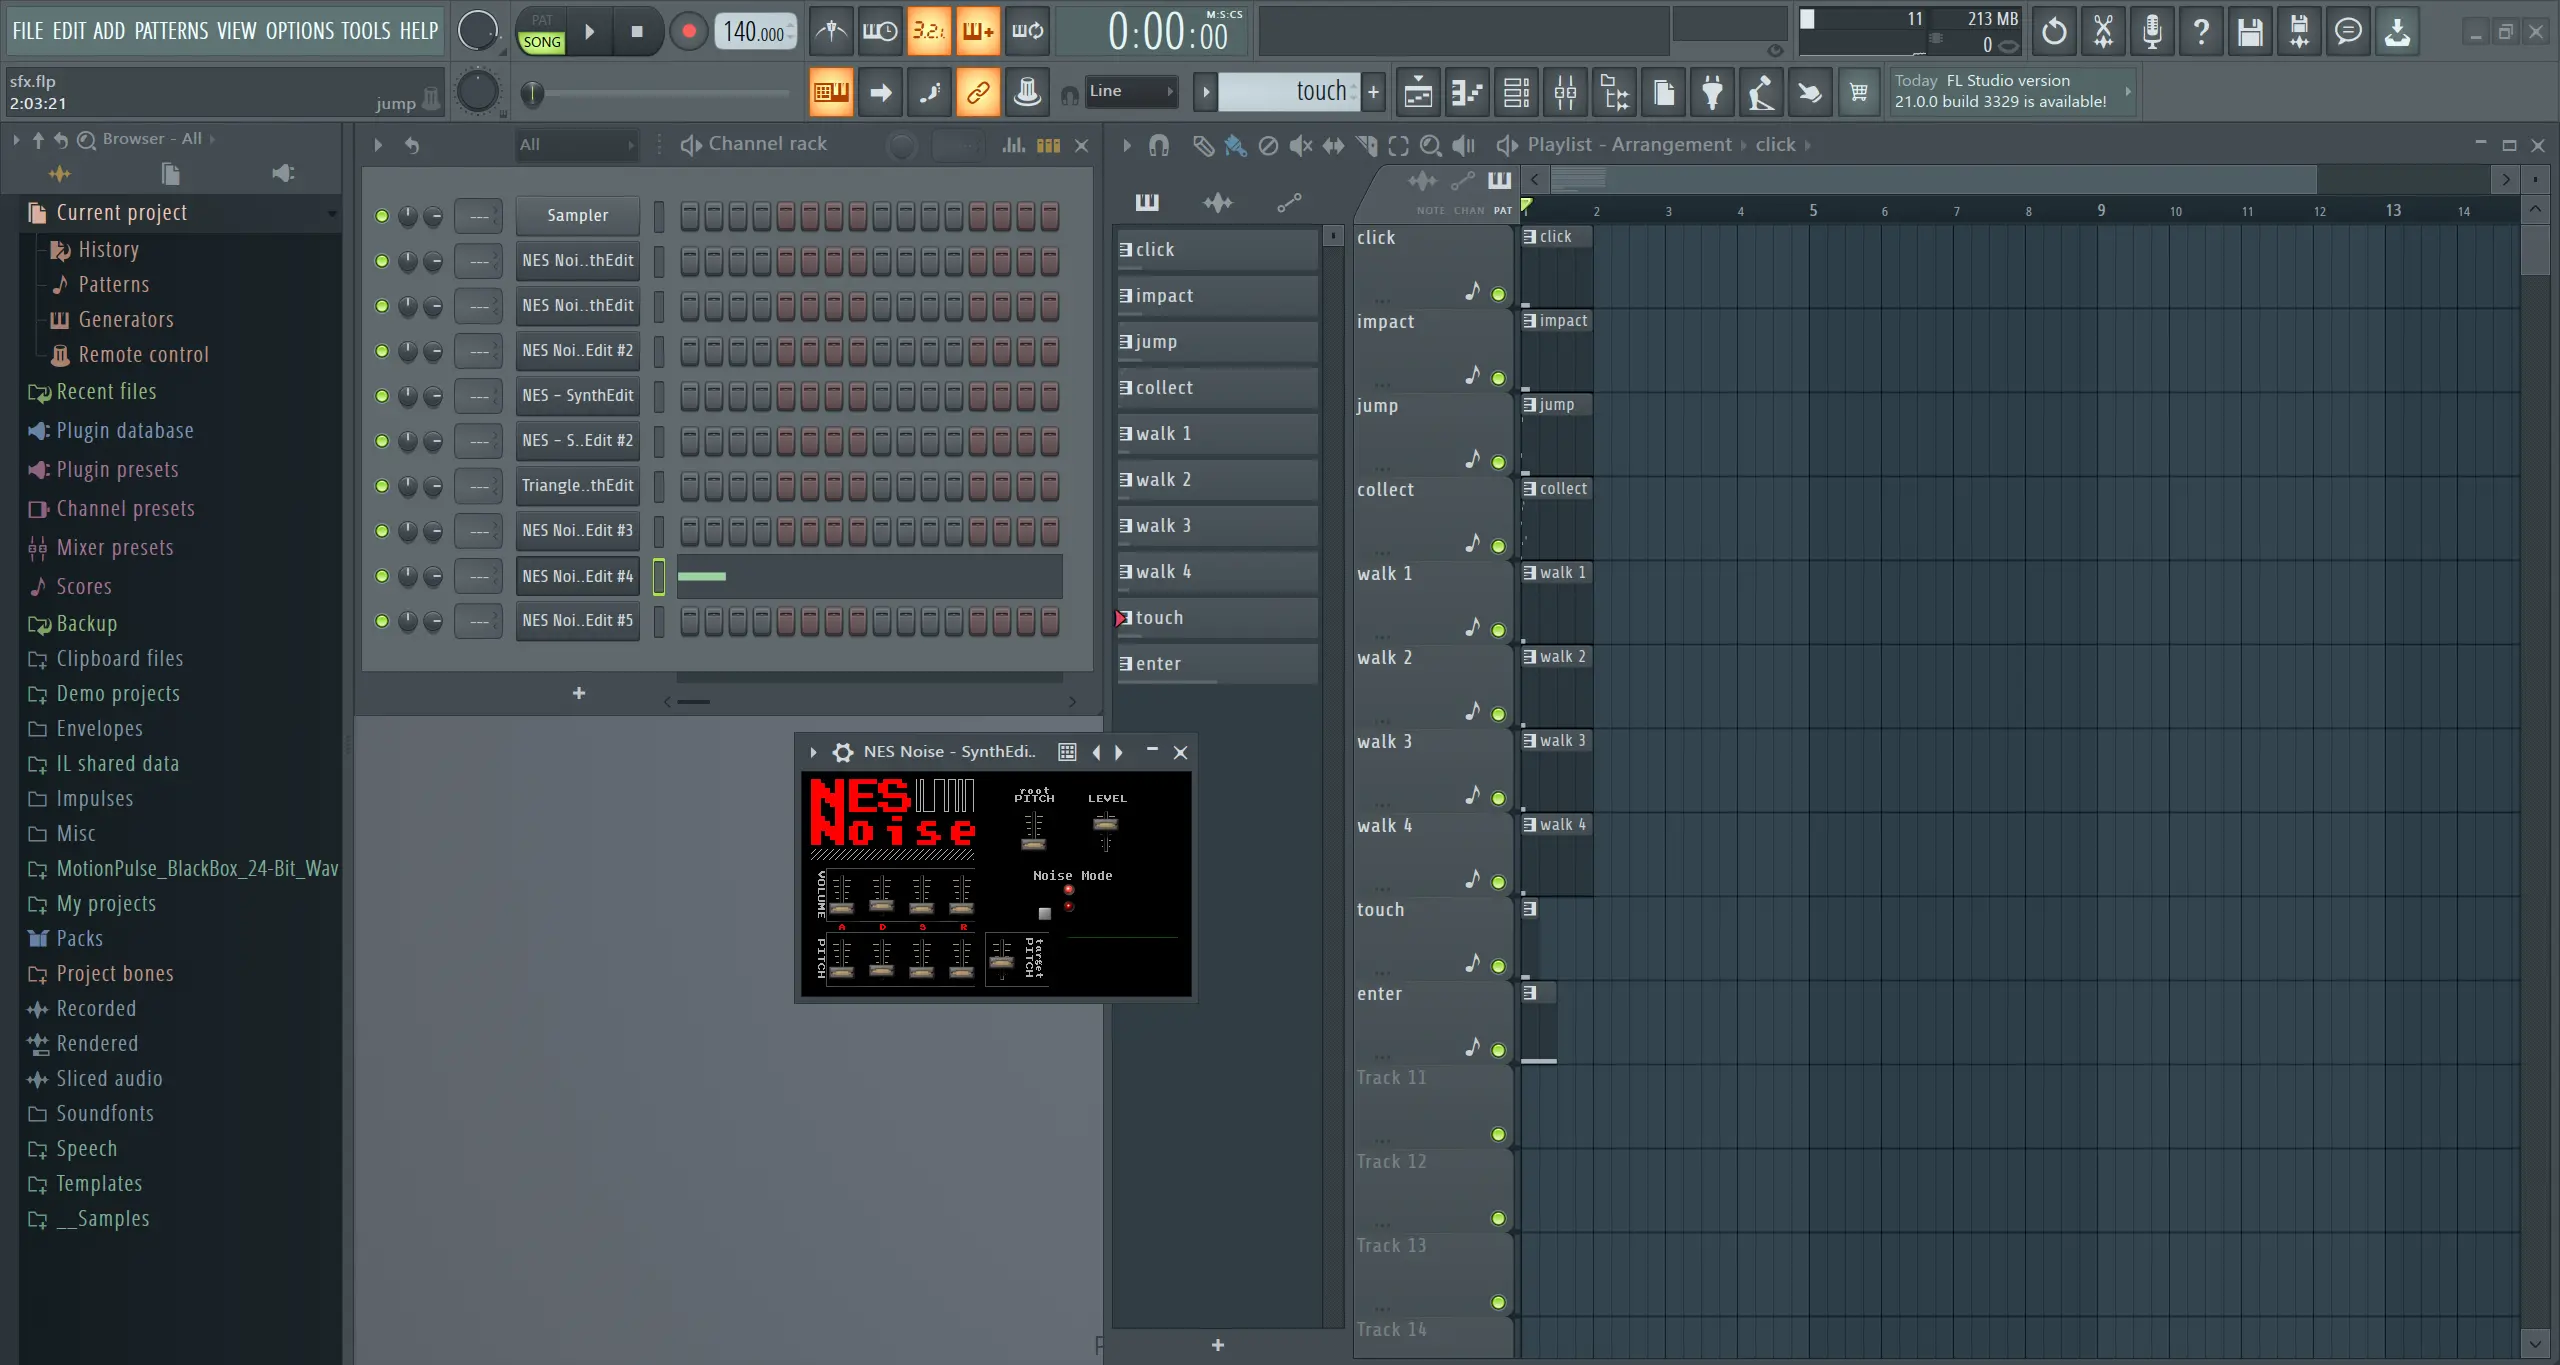 FILE EDIT ADD PATTERNS VIEW OPTIONS TOOLS HELP
PAT
SONG
140.000
3.2.1.
0:00:00
M:S:CS
11
213 MB
0
sfx.flp
2:03:21
jump
Line
touch
+
Today FL Studio version
21.0.0 build 3329 is available!
Browser - All
All
Channel rack
Playlist - Arrangement
click
NOTE CHAN PAT
1 2 3 4 5 6 7 8 9 10 11 12 13 14
Current project
History
Patterns
Generators
Remote control
Recent files
Plugin database
Plugin presets
Channel presets
Mixer presets
Scores
Backup
Clipboard files
Demo projects
Envelopes
IL shared data
Impulses
Misc
MotionPulse_BlackBox_24-Bit_Wav
My projects
Packs
Project bones
Recorded
Rendered
Sliced audio
Soundfonts
Speech
Templates
__Samples
--- Sampler
--- NES Noi..thEdit
--- NES Noi..thEdit
--- NES Noi..Edit #2
--- NES - SynthEdit
--- NES - S..Edit #2
--- Triangle..thEdit
--- NES Noi..Edit #3
--- NES Noi..Edit #4
--- NES Noi..Edit #5
+
click
impact
jump
collect
walk 1
walk 2
walk 3
walk 4
touch
enter
+
click
click
impact
impact
jump
jump
collect
collect
walk 1
walk 1
walk 2
walk 2
walk 3
walk 3
walk 4
walk 4
touch
enter
Track 11
Track 12
Track 13
Track 14
NES Noise - SynthEdi..
NES
Noise
root
PITCH
LEVEL
Noise Mode
VOLUME
A D S R
PITCH
target
PITCH